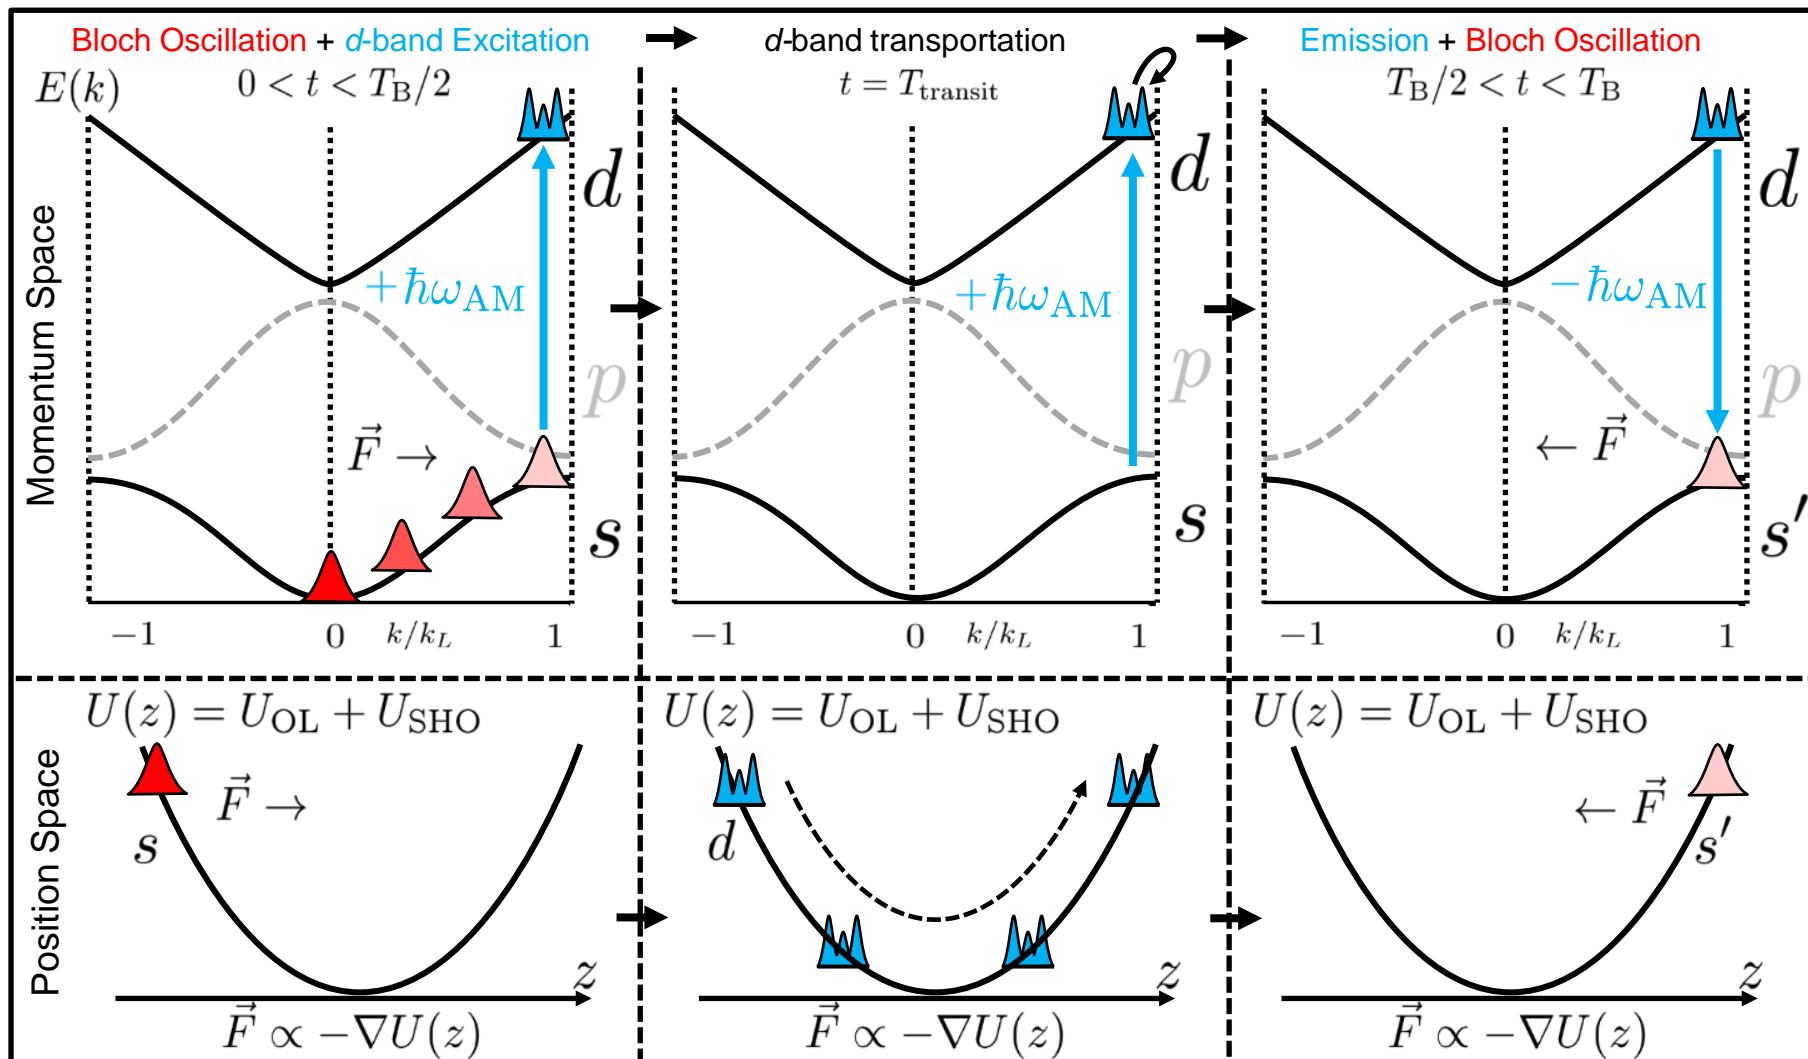 Bloch Oscillation + d-band Excitation
d-band transportation
Emission + Bloch Oscillation
Momentum Space
E(k)
0 < t < T_B/2
d
+ħω_AM
p
F⃗ →
s
−1 0 k/k_L 1
t = T_transit
d
+ħω_AM
p
s
−1 0 k/k_L 1
T_B/2 < t < T_B
d
−ħω_AM
p
← F⃗
s′
−1 0 k/k_L 1
Position Space
U(z) = U_OL + U_SHO
F⃗ →
s
z
F⃗ ∝ −∇U(z)
U(z) = U_OL + U_SHO
d
z
F⃗ ∝ −∇U(z)
U(z) = U_OL + U_SHO
← F⃗
s′
z
F⃗ ∝ −∇U(z)